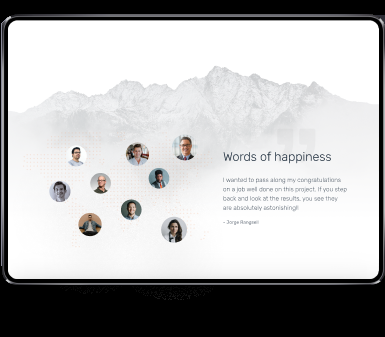 Words of happiness
I wanted to pass along my congratulations
on a job well done on this project. If you step
back and look at the results, you see they
are absolutely astonishing!!
- Jorge Rangsell